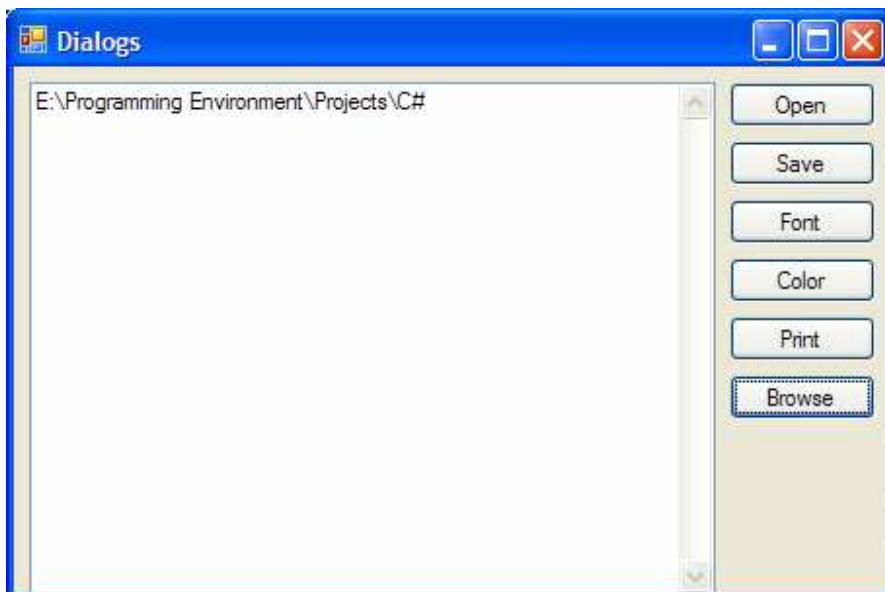 Dialogs
E:\Programming Environment\Projects\C#
Open
Save
Font
Color
Print
Browse